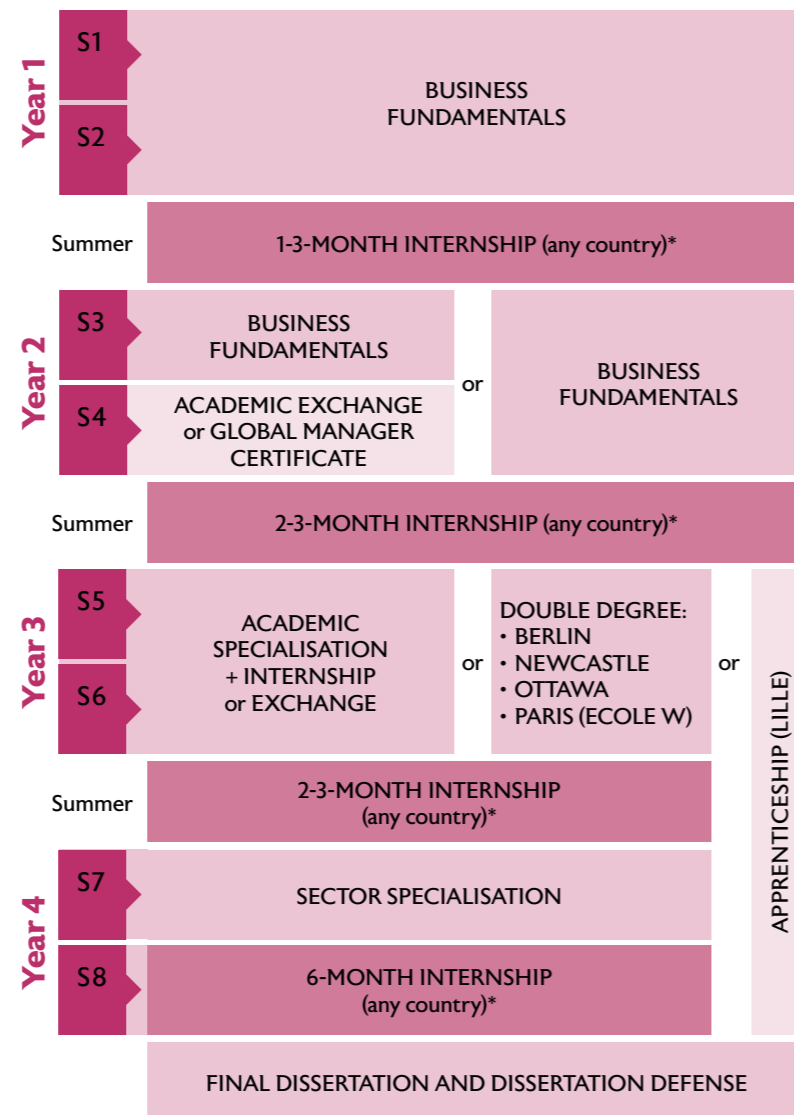 Year 1
S1
S2
BUSINESS
FUNDAMENTALS
Summer
1-3-MONTH INTERNSHIP (any country)*
Year 2
S3
BUSINESS
FUNDAMENTALS
S4
ACADEMIC EXCHANGE
or GLOBAL MANAGER
CERTIFICATE
or
BUSINESS
FUNDAMENTALS
Summer
2-3-MONTH INTERNSHIP (any country)*
Year 3
S5
S6
ACADEMIC
SPECIALISATION
+ INTERNSHIP
or EXCHANGE
or
DOUBLE DEGREE:
• BERLIN
• NEWCASTLE
• OTTAWA
• PARIS (ECOLE W)
or
APPRENTICESHIP (LILLE)
Summer
2-3-MONTH INTERNSHIP
(any country)*
Year 4
S7
SECTOR SPECIALISATION
S8
6-MONTH INTERNSHIP
(any country)*
FINAL DISSERTATION AND DISSERTATION DEFENSE